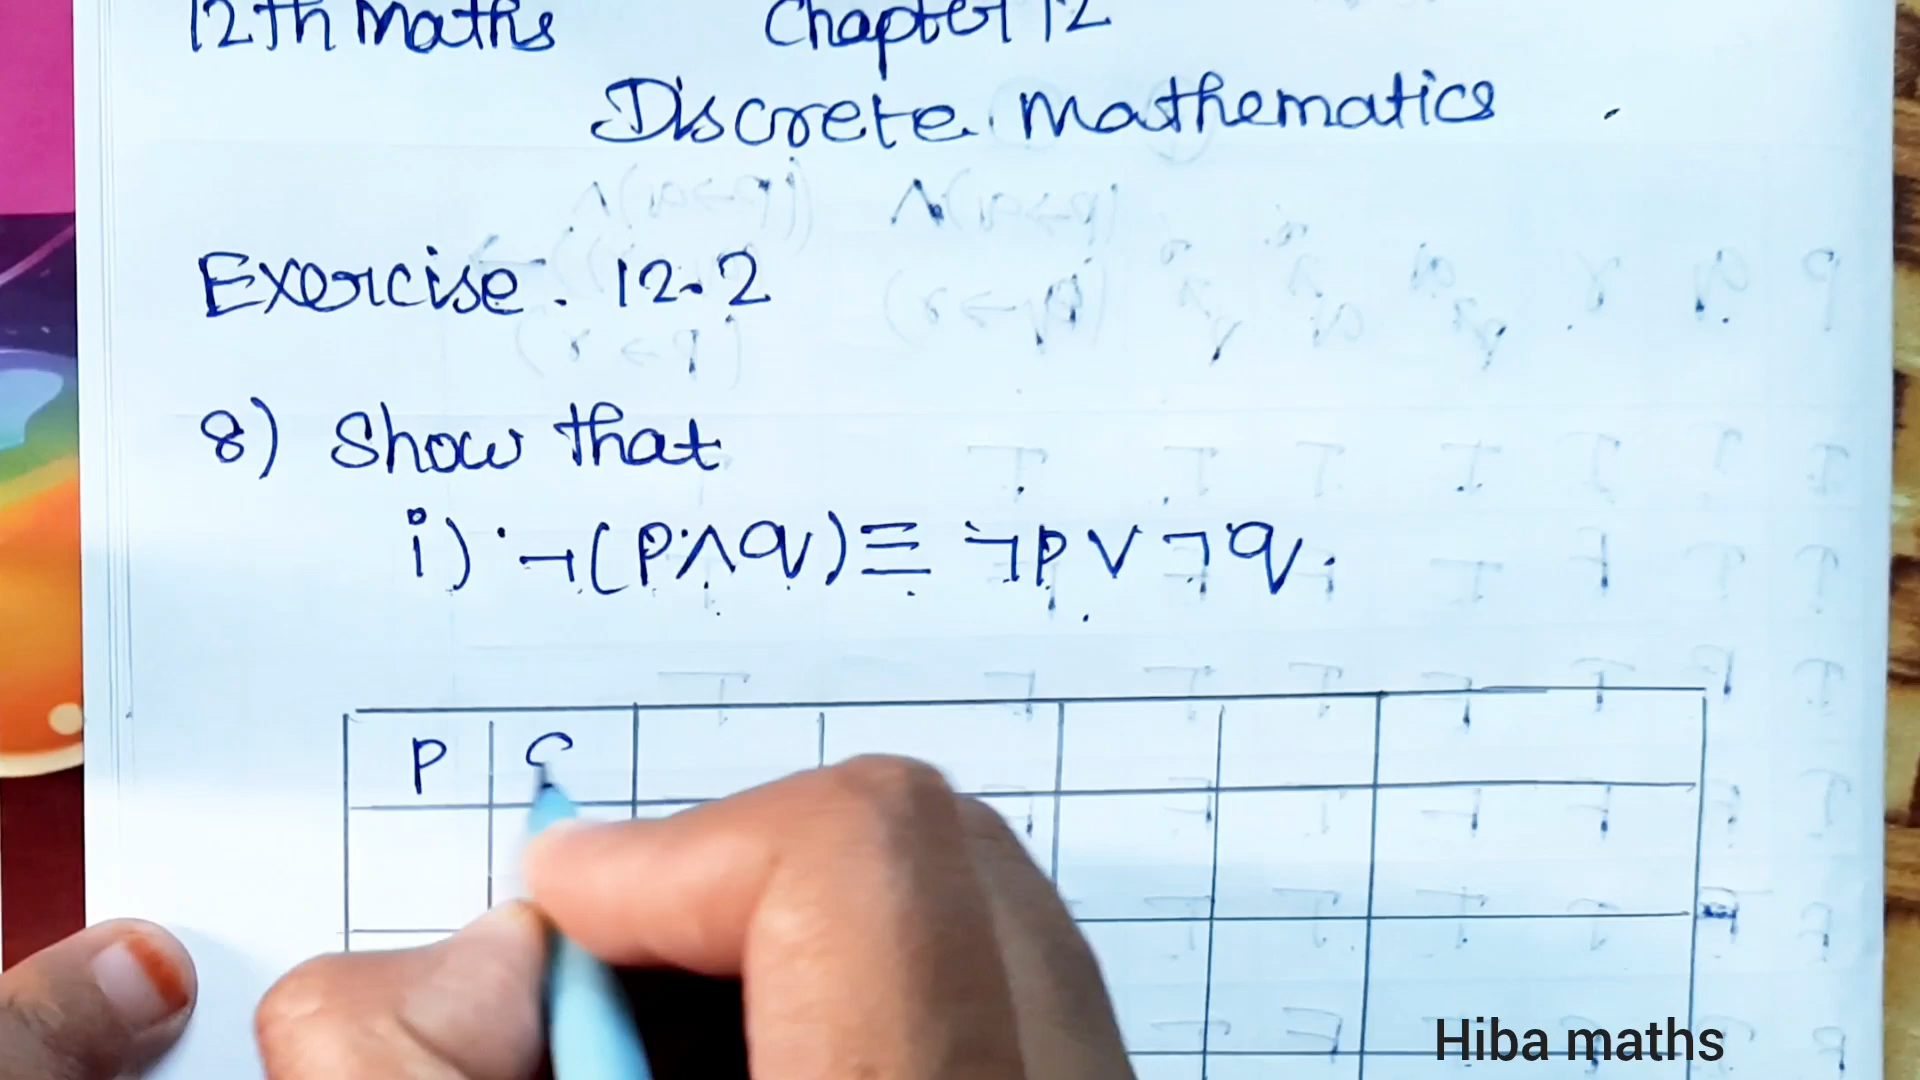 12th Maths Chapter 12
Discrete Mathematics
Exercise. 12.2
8) Show that
i) ¬(p∧q) ≡ ¬p ∨ ¬q.
P
Hiba maths